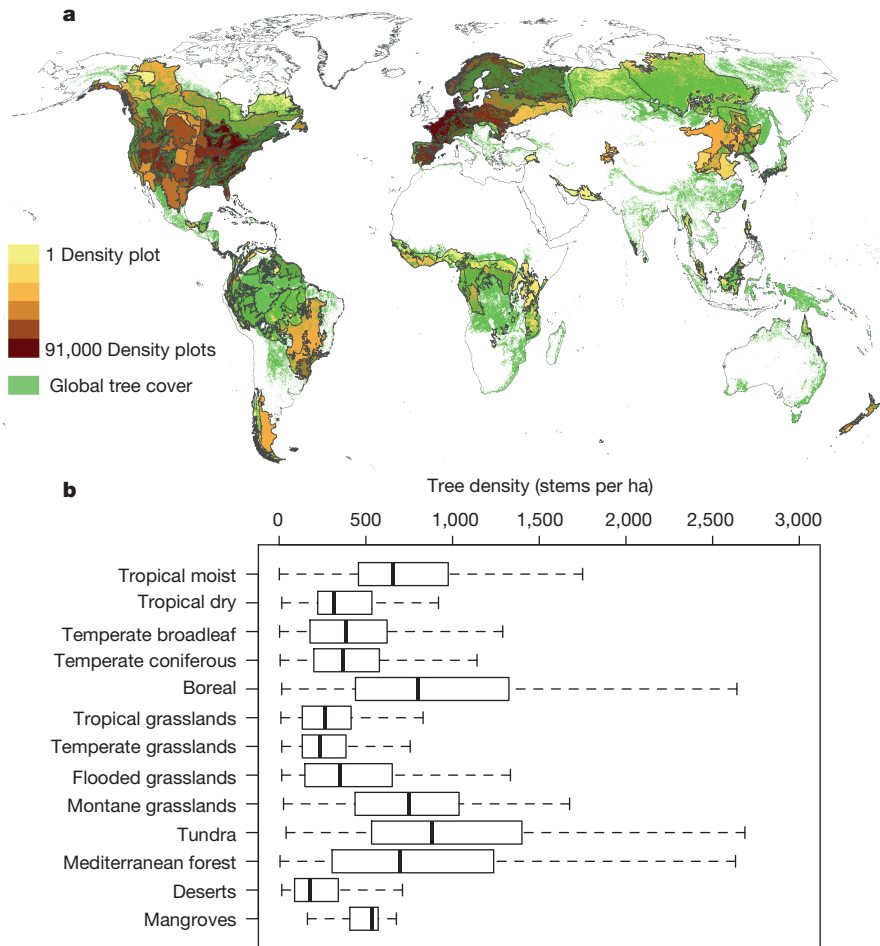 a
1 Density plot
91,000 Density plots
Global tree cover
b
Tree density (stems per ha)
0 500 1,000 1,500 2,000 2,500 3,000
Tropical moist
Tropical dry
Temperate broadleaf
Temperate coniferous
Boreal
Tropical grasslands
Temperate grasslands
Flooded grasslands
Montane grasslands
Tundra
Mediterranean forest
Deserts
Mangroves